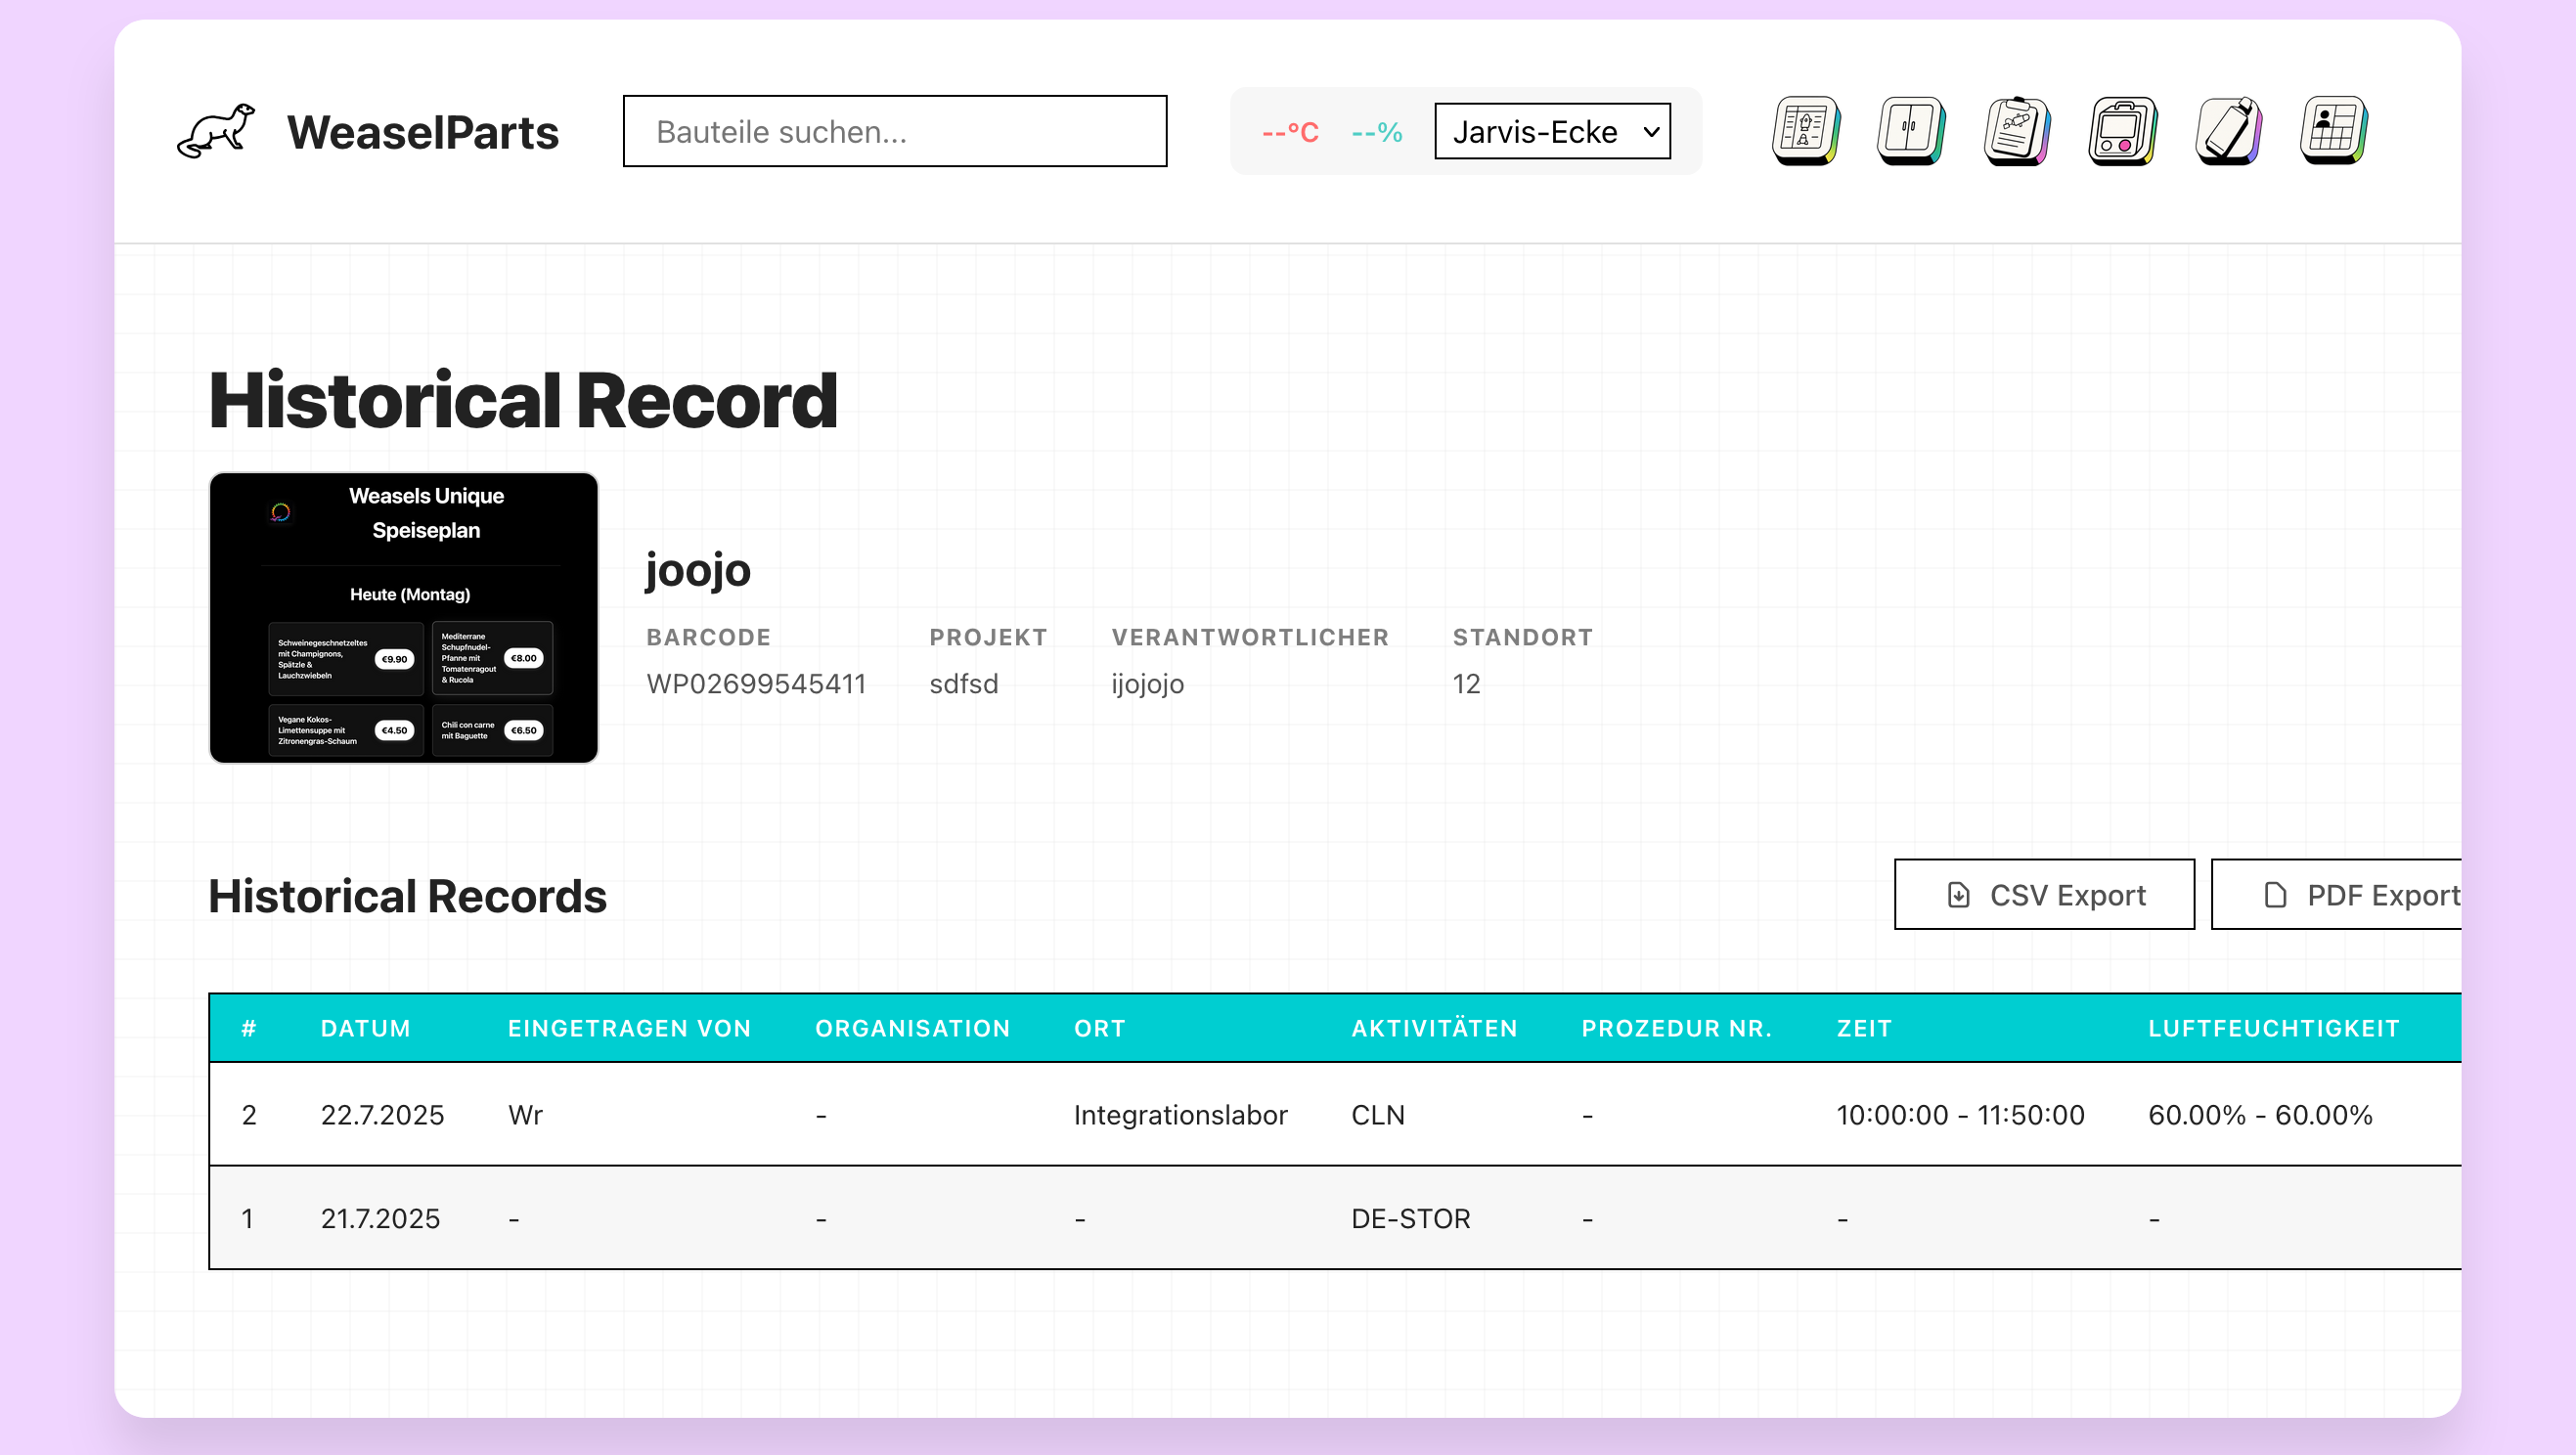 WeaselParts
Bauteile suchen...
--°C --% Jarvis-Ecke
Historical Record
Weasels Unique
Speiseplan
Heute (Montag)
Schweinegeschnetzeltes
mit Champignons,
Spätzle &
Lauchzwiebeln
€9.90
Mediterrane
Schupfnudel-
Pfanne mit
Tomatenragout
& Rucola
€8.00
Vegane Kokos-
Limettensuppe mit
Zitronengras-Schaum
€4.50
Chili con carne
mit Baguette
€6.50
joojo
BARCODE PROJEKT VERANTWORTLICHER STANDORT
WP02699545411 sdfsd ijojojo 12
Historical Records
CSV Export PDF Export
# DATUM EINGETRAGEN VON ORGANISATION ORT AKTIVITÄTEN PROZEDUR NR. ZEIT LUFTFEUCHTIGKEIT
2 22.7.2025 Wr - Integrationslabor CLN - 10:00:00 - 11:50:00 60.00% - 60.00%
1 21.7.2025 - - - DE-STOR - - -